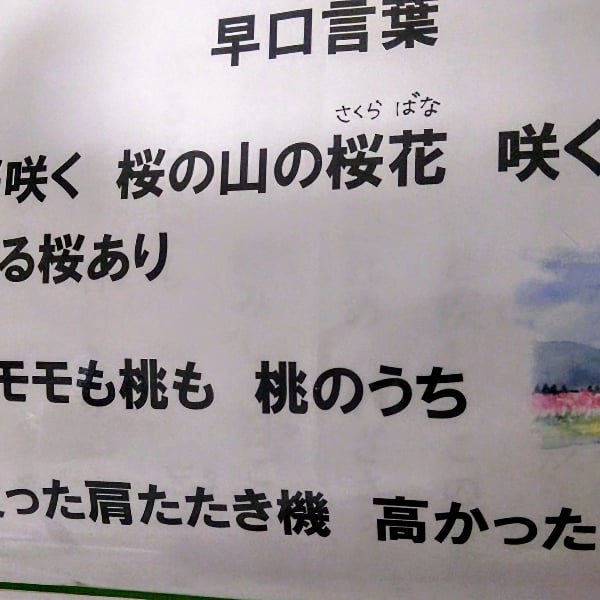 早口言葉
さくら ばな
咲く 桜の山の桜花 咲く
る桜あり
モモも桃も 桃のうち
った肩たたき機 高かった